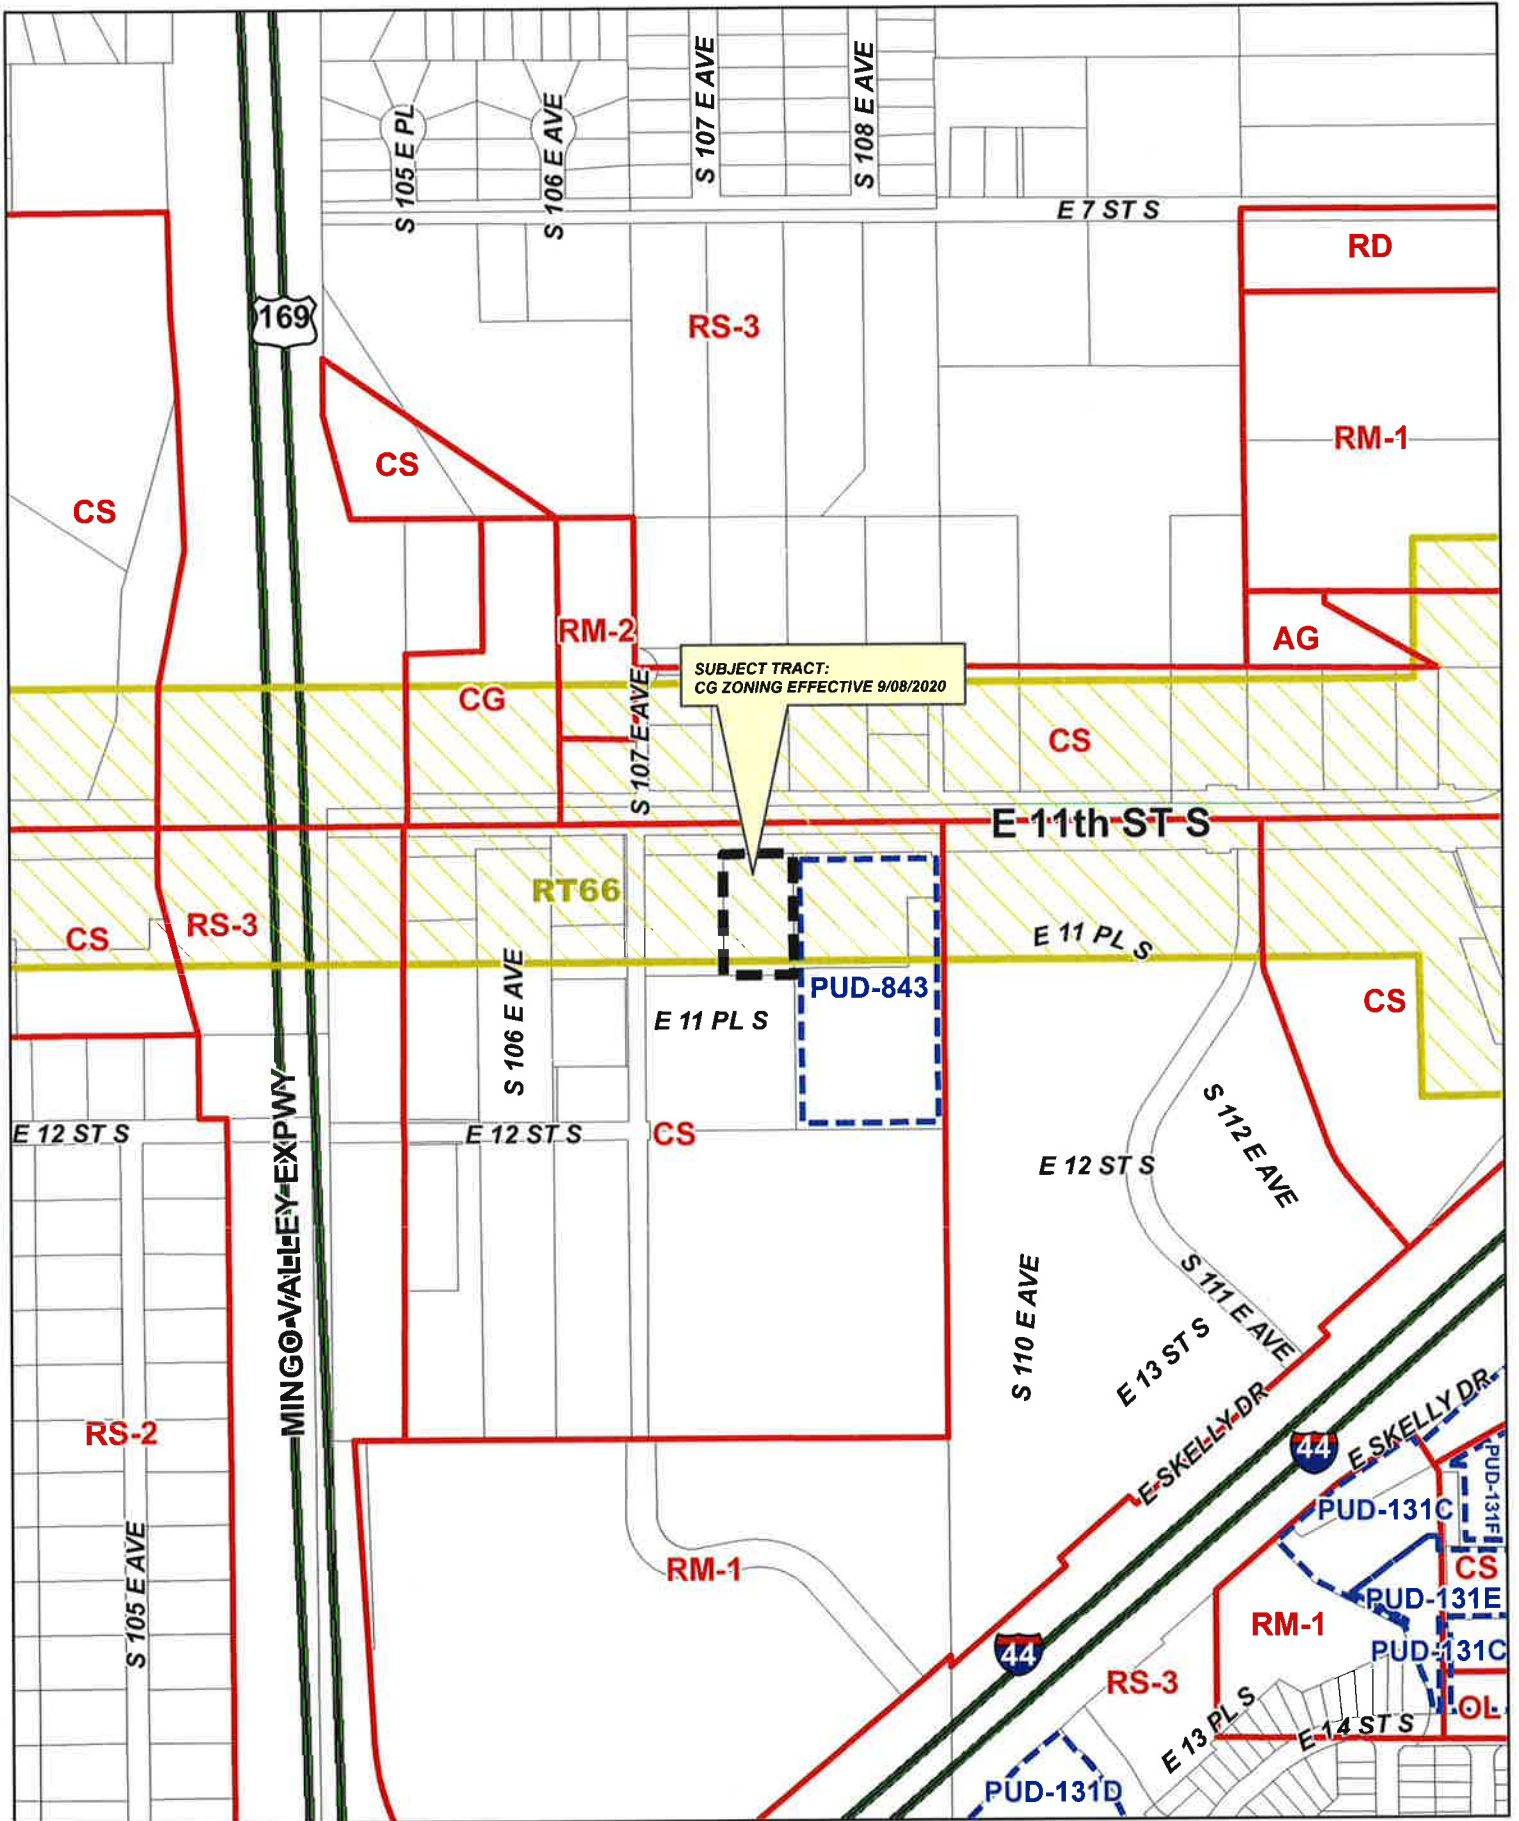 S 105 E PL
S 106 E AVE
S 107 E AVE
S 108 E AVE
E 7 ST S
RD
169
RS-3
RM-1
CS
CS
RM-2
AG
SUBJECT TRACT:
CG ZONING EFFECTIVE 9/08/2020
CG
S 107 E AVE
CS
E 11th ST S
RT66
CS
RS-3
E 11 PL S
PUD-843
CS
S 106 E AVE
E 11 PL S
E 12 ST S
E 12 ST S
CS
E 12 ST S
S 112 E AVE
MINGO VALLEY EXPWY
S 110 E AVE
S 111 E AVE
E 13 ST S
RS-2
E SKELLY DR
44
E SKELLY DR
PUD-131F
PUD-131C
S 105 E AVE
RM-1
CS
PUD-131E
RM-1
PUD-131C
44
RS-3
OL
E 13 PL S
E 14 ST S
PUD-131D